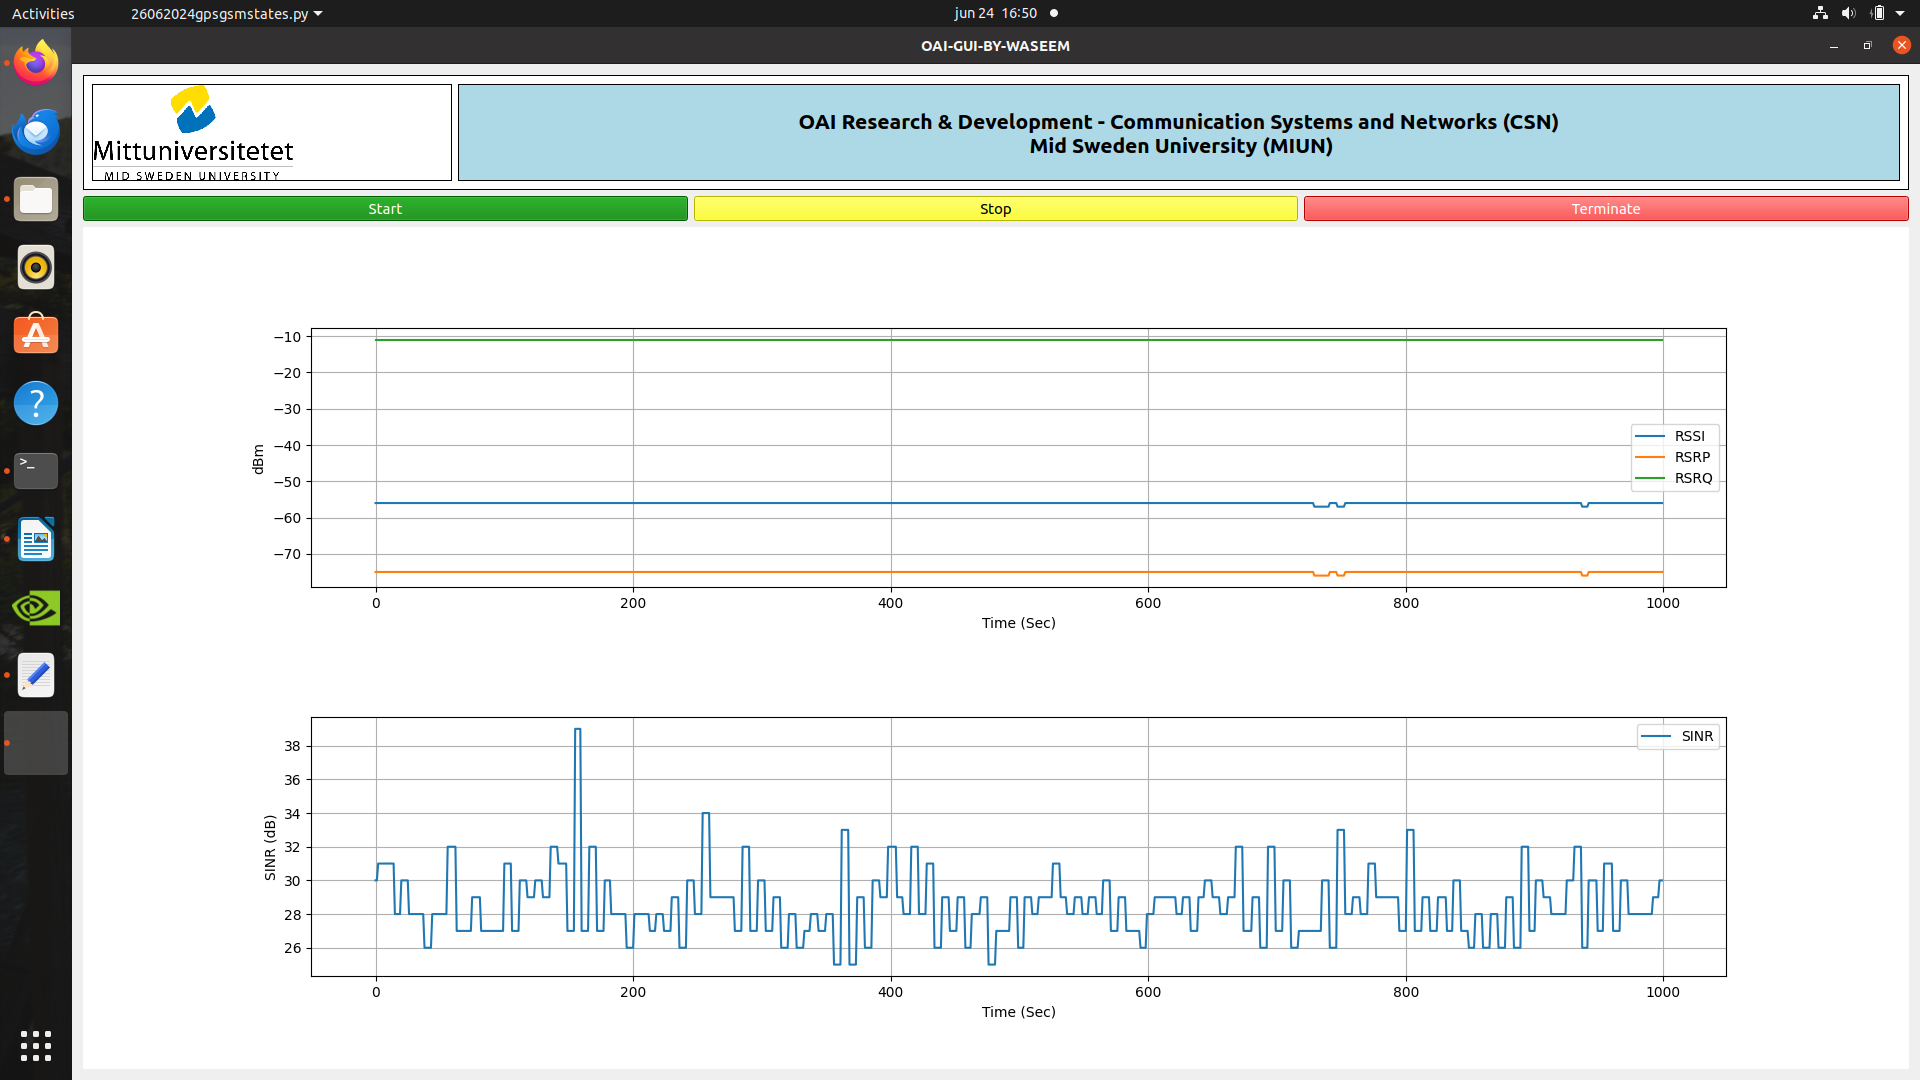 Activities
26062024gpsgsmstates.py
jun 24 16:50
OAI-GUI-BY-WASEEM
Mittuniversitetet
MID SWEDEN UNIVERSITY
OAI Research & Development - Communication Systems and Networks (CSN)
Mid Sweden University (MIUN)
Start
Stop
Terminate
−10
−20
−30
−40
−50
−60
−70
dBm
RSSI
RSRP
RSRQ
0 200 400 600 800 1000
Time (Sec)
38
36
34
32
30
28
26
SINR (dB)
SINR
0 200 400 600 800 1000
Time (Sec)